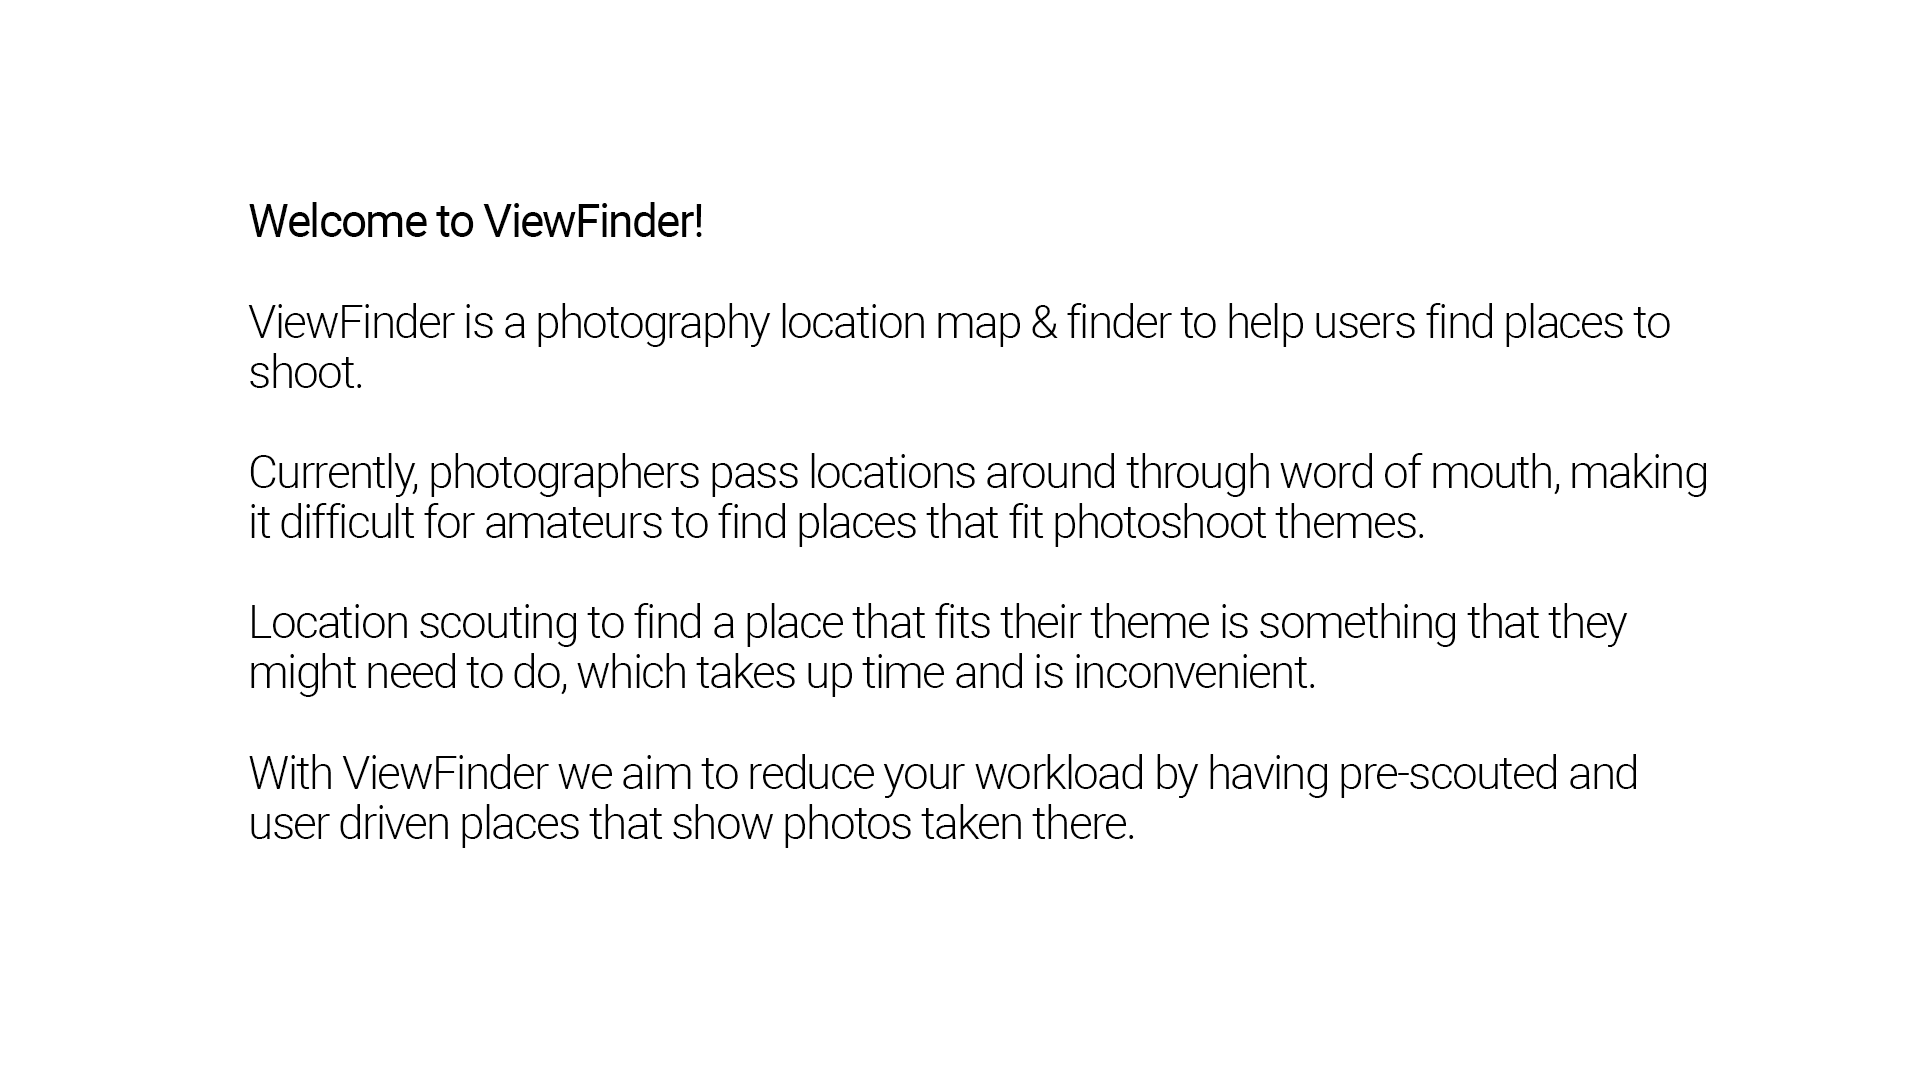 Welcome to ViewFinder!
ViewFinder is a photography location map & finder to help users find places to
shoot.
Currently, photographers pass locations around through word of mouth, making
it difficult for amateurs to find places that fit photoshoot themes.
Location scouting to find a place that fits their theme is something that they
might need to do, which takes up time and is inconvenient.
With ViewFinder we aim to reduce your workload by having pre-scouted and
user driven places that show photos taken there.